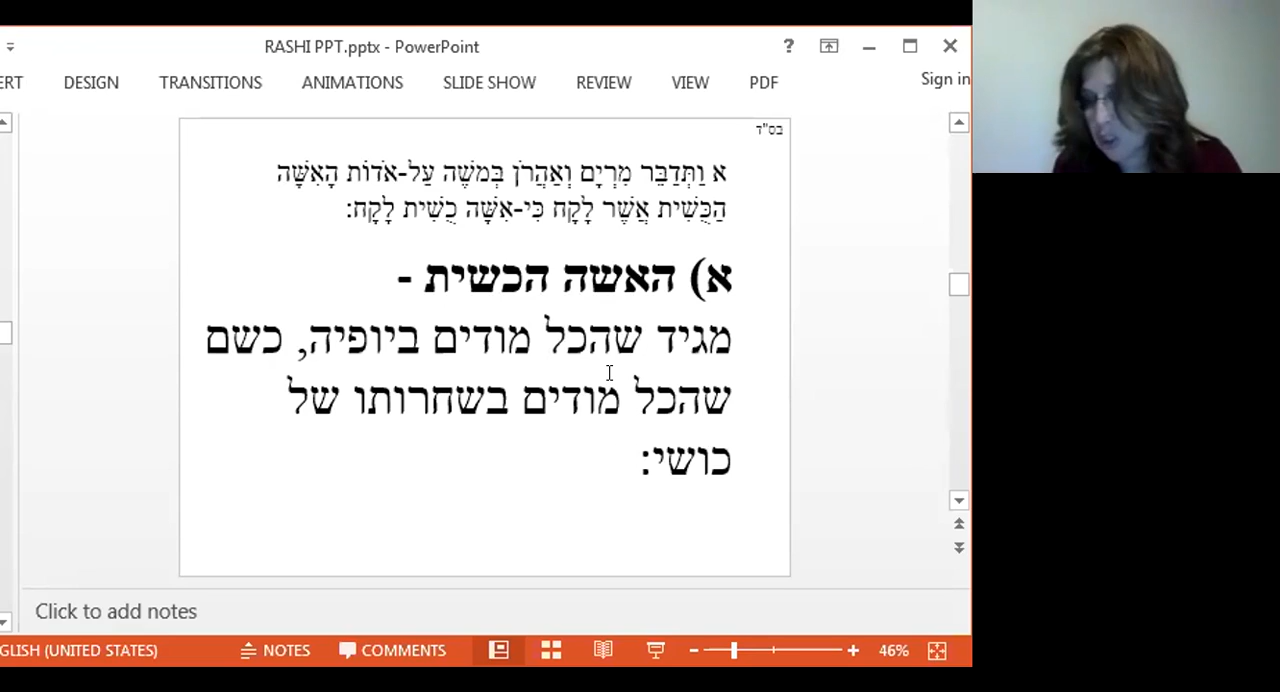 RASHI PPT.pptx - PowerPoint
?
ERT DESIGN TRANSITIONS ANIMATIONS SLIDE SHOW REVIEW VIEW PDF Sign in
בס"ד
א וַתְּדַבֵּר מִרְיָם וְאַהֲרֹן בְּמֹשֶׁה עַל-אֹדוֹת הָאִשָּׁה
הַכֻּשִׁית אֲשֶׁר לָקָח כִּי-אִשָּׁה כֻשִׁית לָקָח:
א) האשה הכשית -
מגיד שהכל מודים ביופיה, כשם
שהכל מודים בשחרותו של
כושי:
Click to add notes
GLISH (UNITED STATES) NOTES COMMENTS 46%